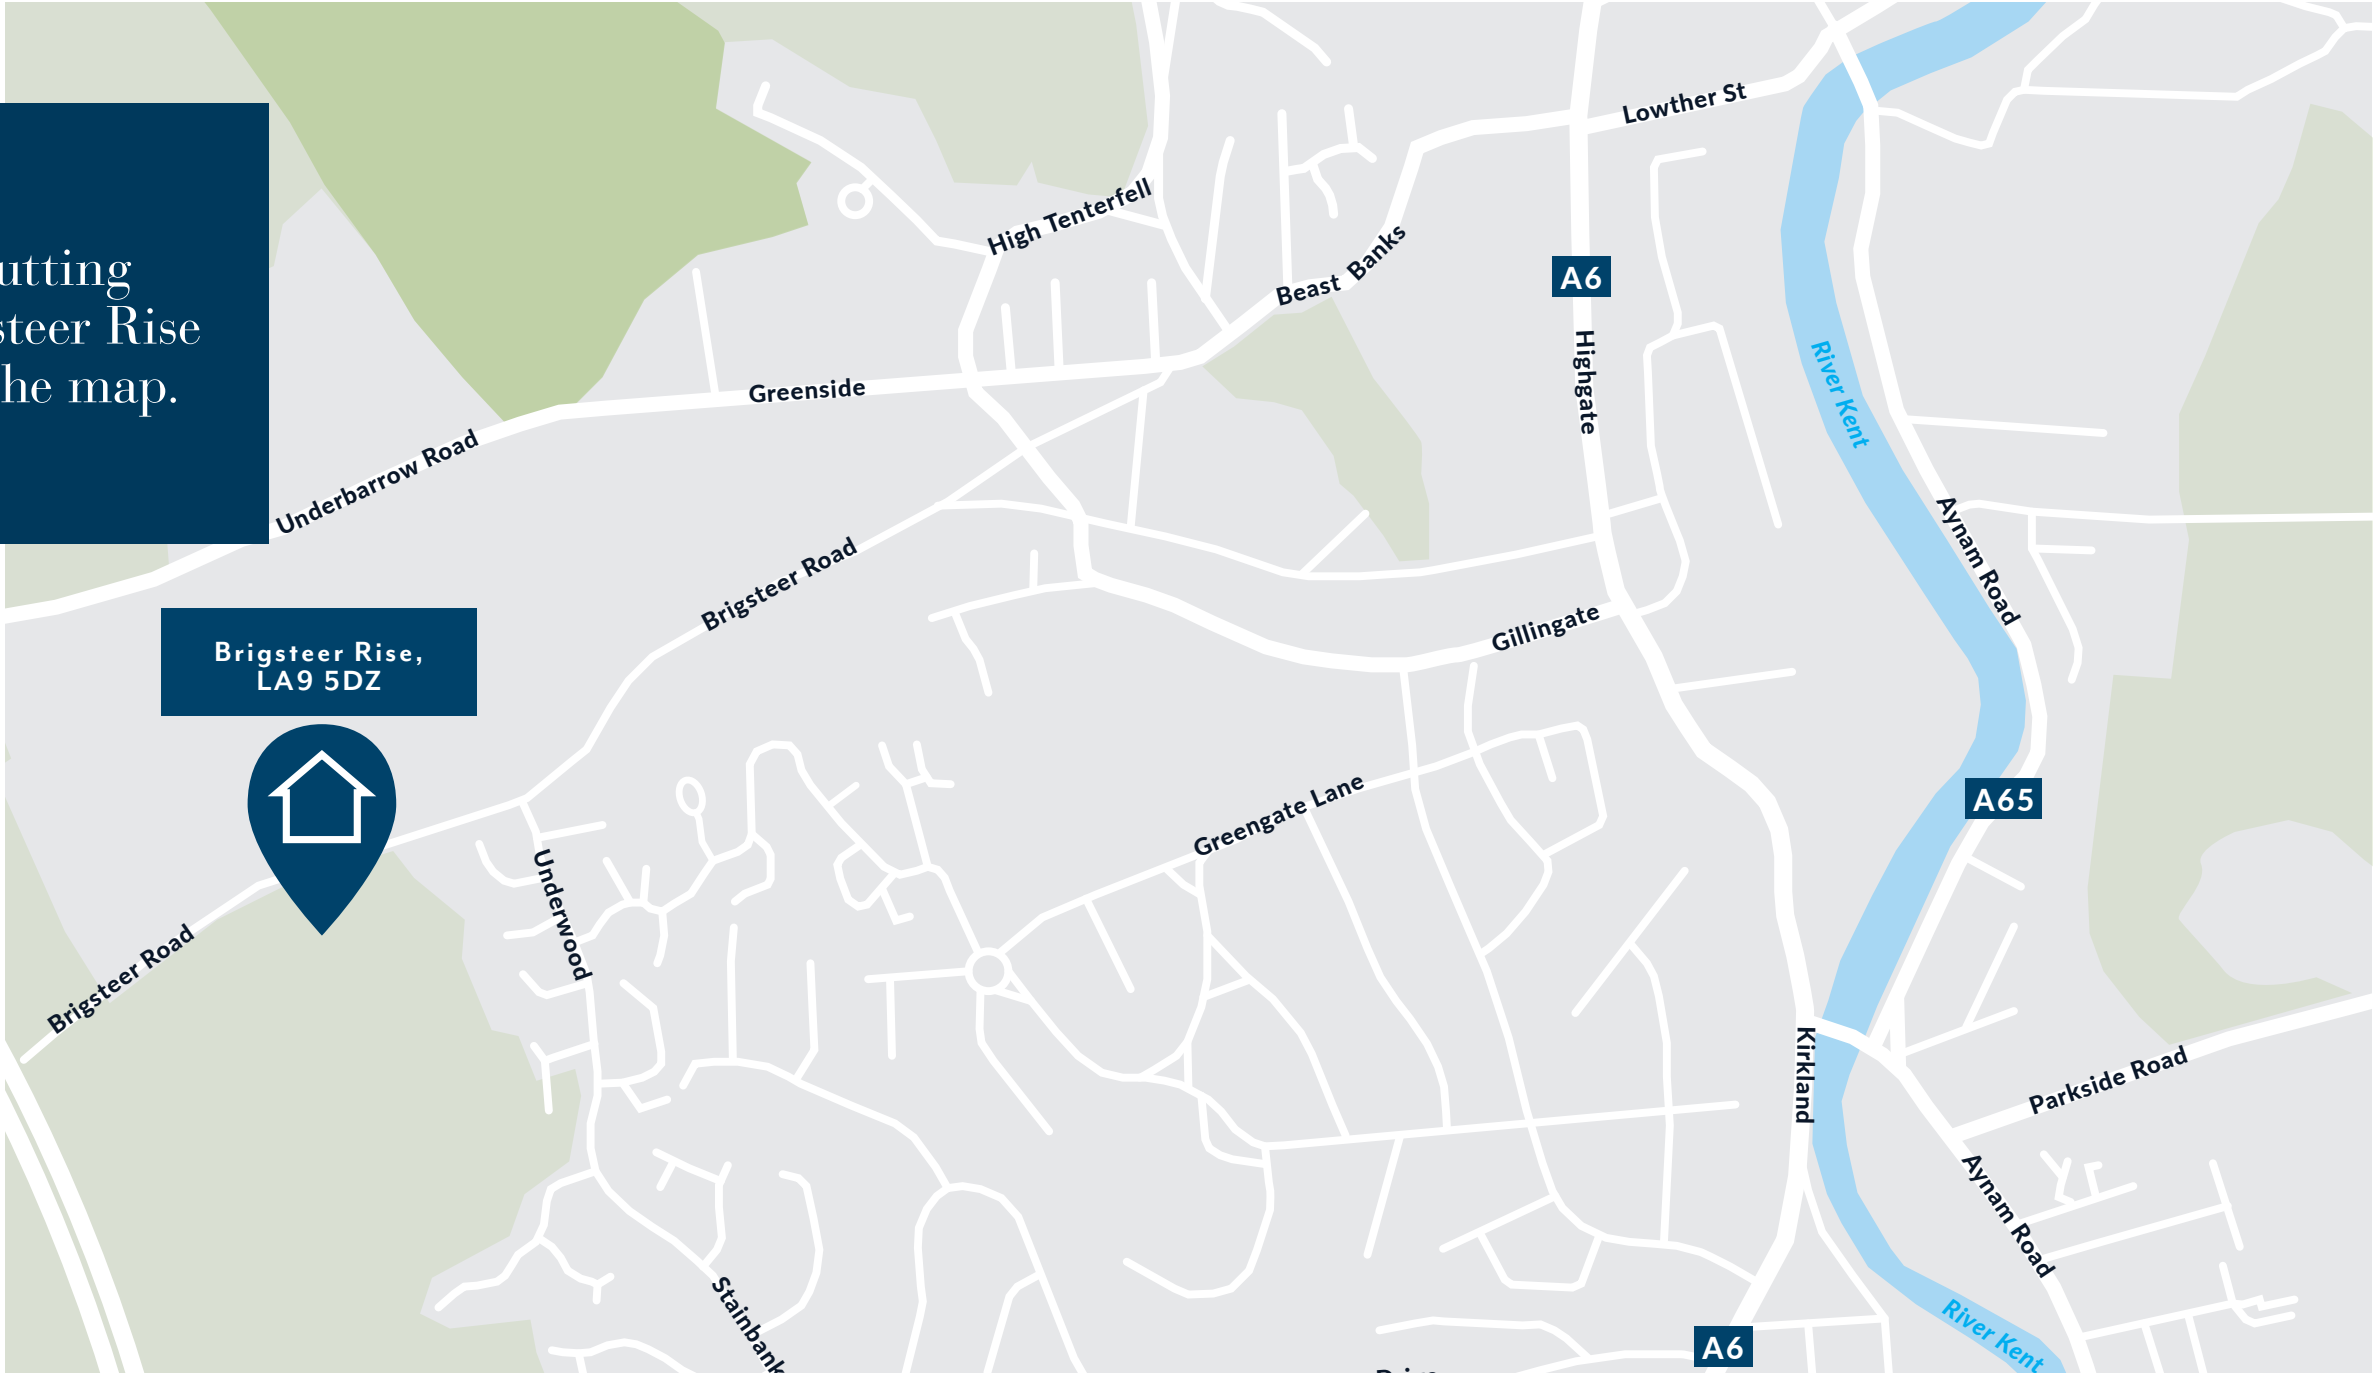 utting
steer Rise
he map.
Lowther St
High Tenterfell
Beast Banks
A6
Highgate
River Kent
Greenside
Underbarrow Road
Aynam Road
Brigsteer Road
Gillingate
Brigsteer Rise,
LA9 5DZ
A65
Greengate Lane
Underwood
Brigsteer Road
Kirkland
Parkside Road
Aynam Road
Stainbank
River Kent
A6